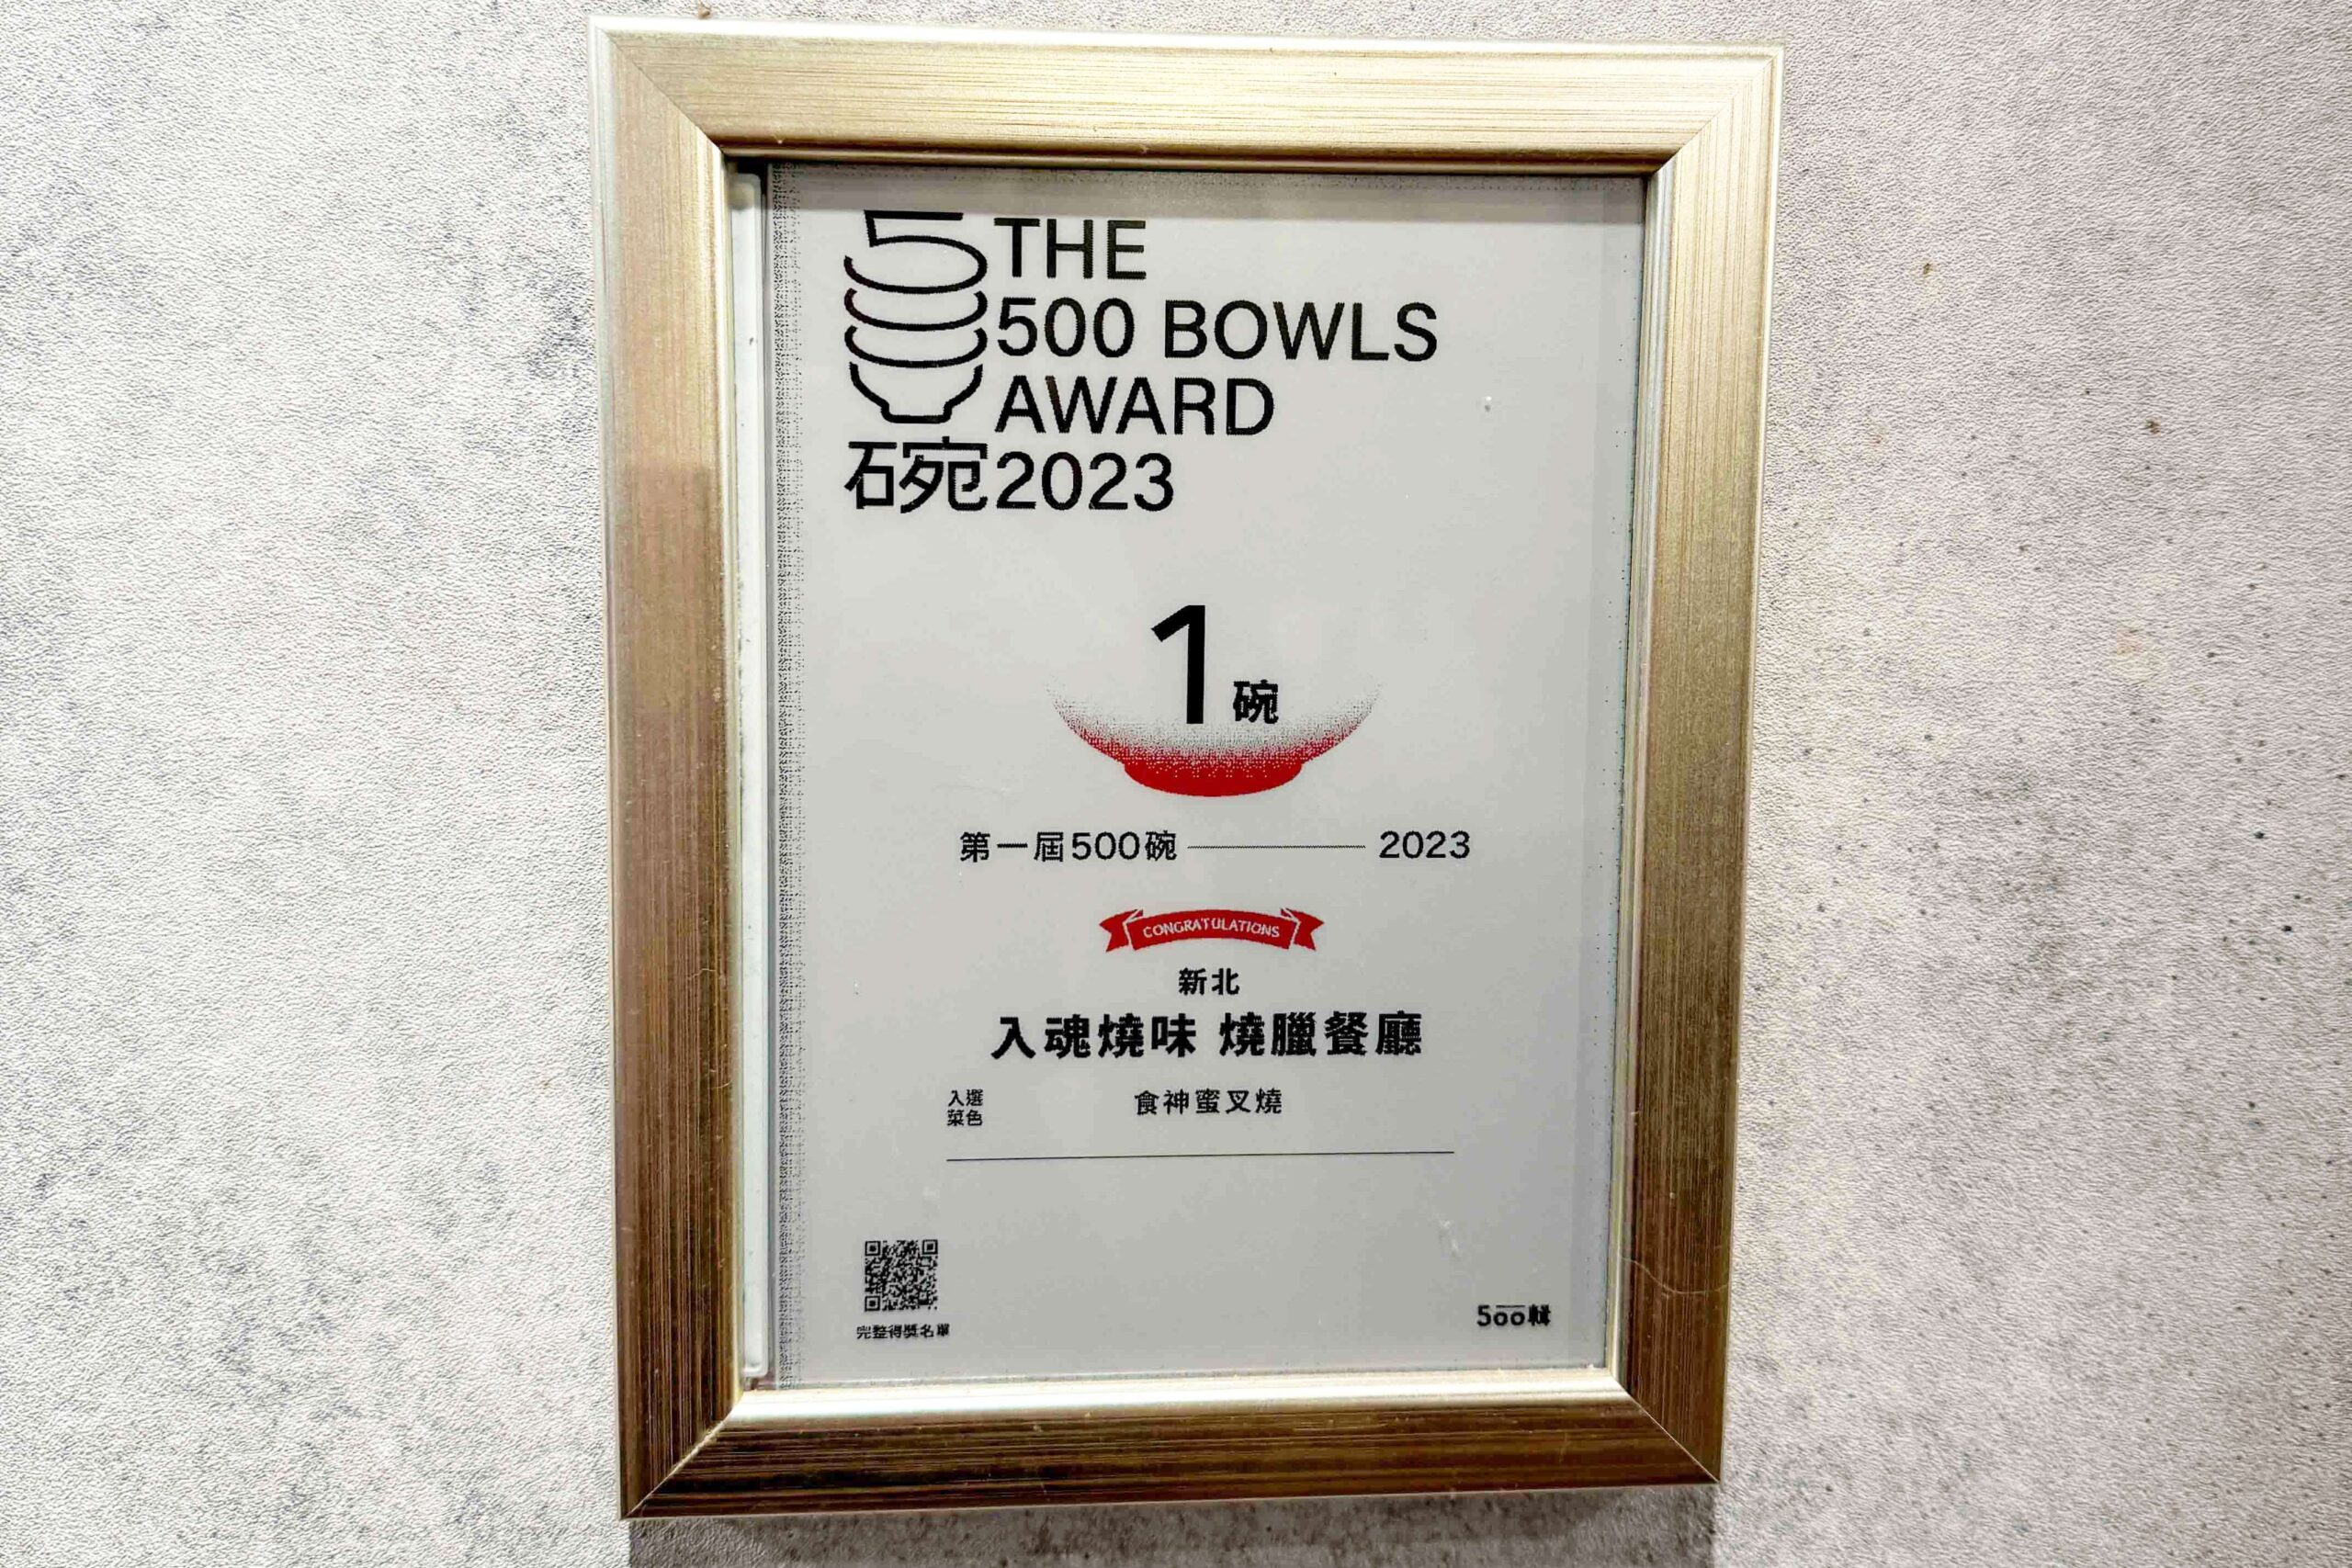 THE
500 BOWLS
AWARD
碗2023
1碗
第一屆500碗 2023
CONGRATULATIONS
新北
入魂燒味 燒臘餐廳
入選
菜色
食神蜜叉燒
完整得獎名單
500輯